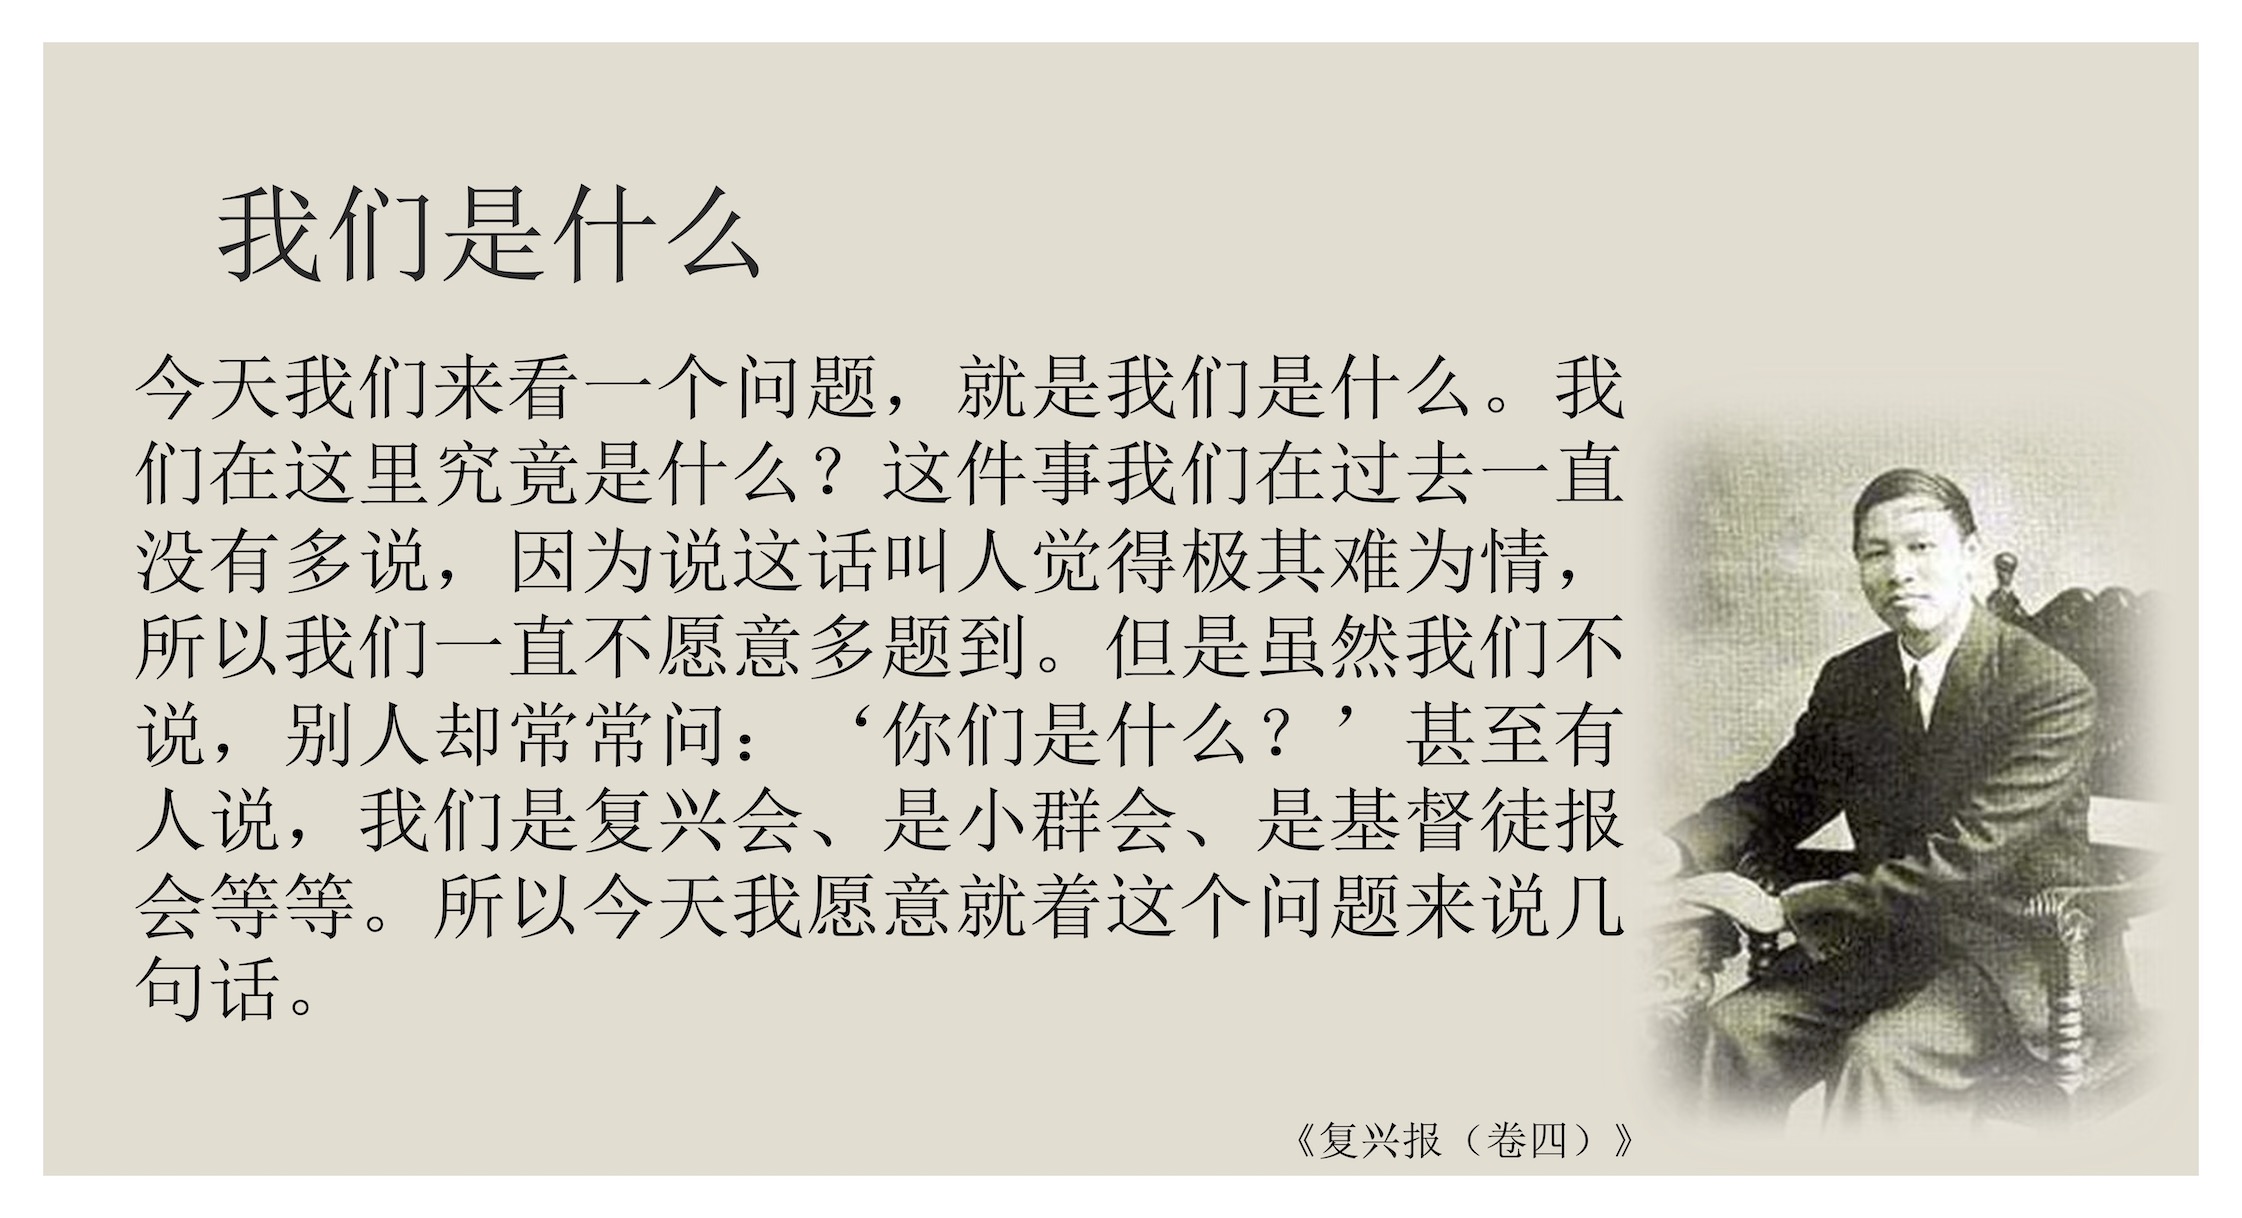 我们是什么
今天我们来看一个问题，就是我们是什么。我
们在这里究竟是什么？这件事我们在过去一直
没有多说，因为说这话叫人觉得极其难为情，
所以我们一直不愿意多题到。但是虽然我们不
说，别人却常常问：‘你们是什么？’甚至有
人说，我们是复兴会、是小群会、是基督徒报
会等等。所以今天我愿意就着这个问题来说几
句话。
《复兴报（卷四）》